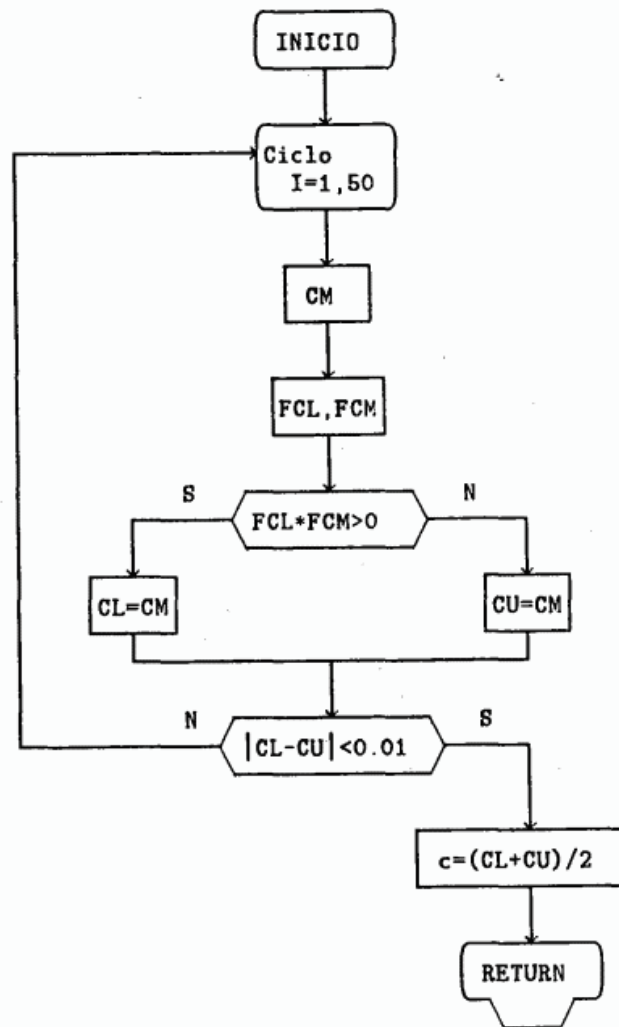 INICIO
Ciclo
I=1,50
CM
FCL,FCM
S
N
FCL*FCM>0
CL=CM
CU=CM
N
S
|CL-CU|<0.01
c=(CL+CU)/2
RETURN